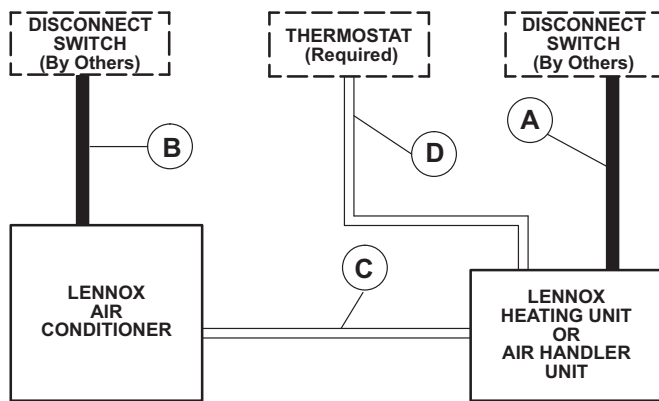 DISCONNECT
SWITCH
(By Others)
THERMOSTAT
(Required)
DISCONNECT
SWITCH
(By Others)
A
B
D
C
LENNOX
AIR
CONDITIONER
LENNOX
HEATING UNIT
OR
AIR HANDLER
UNIT